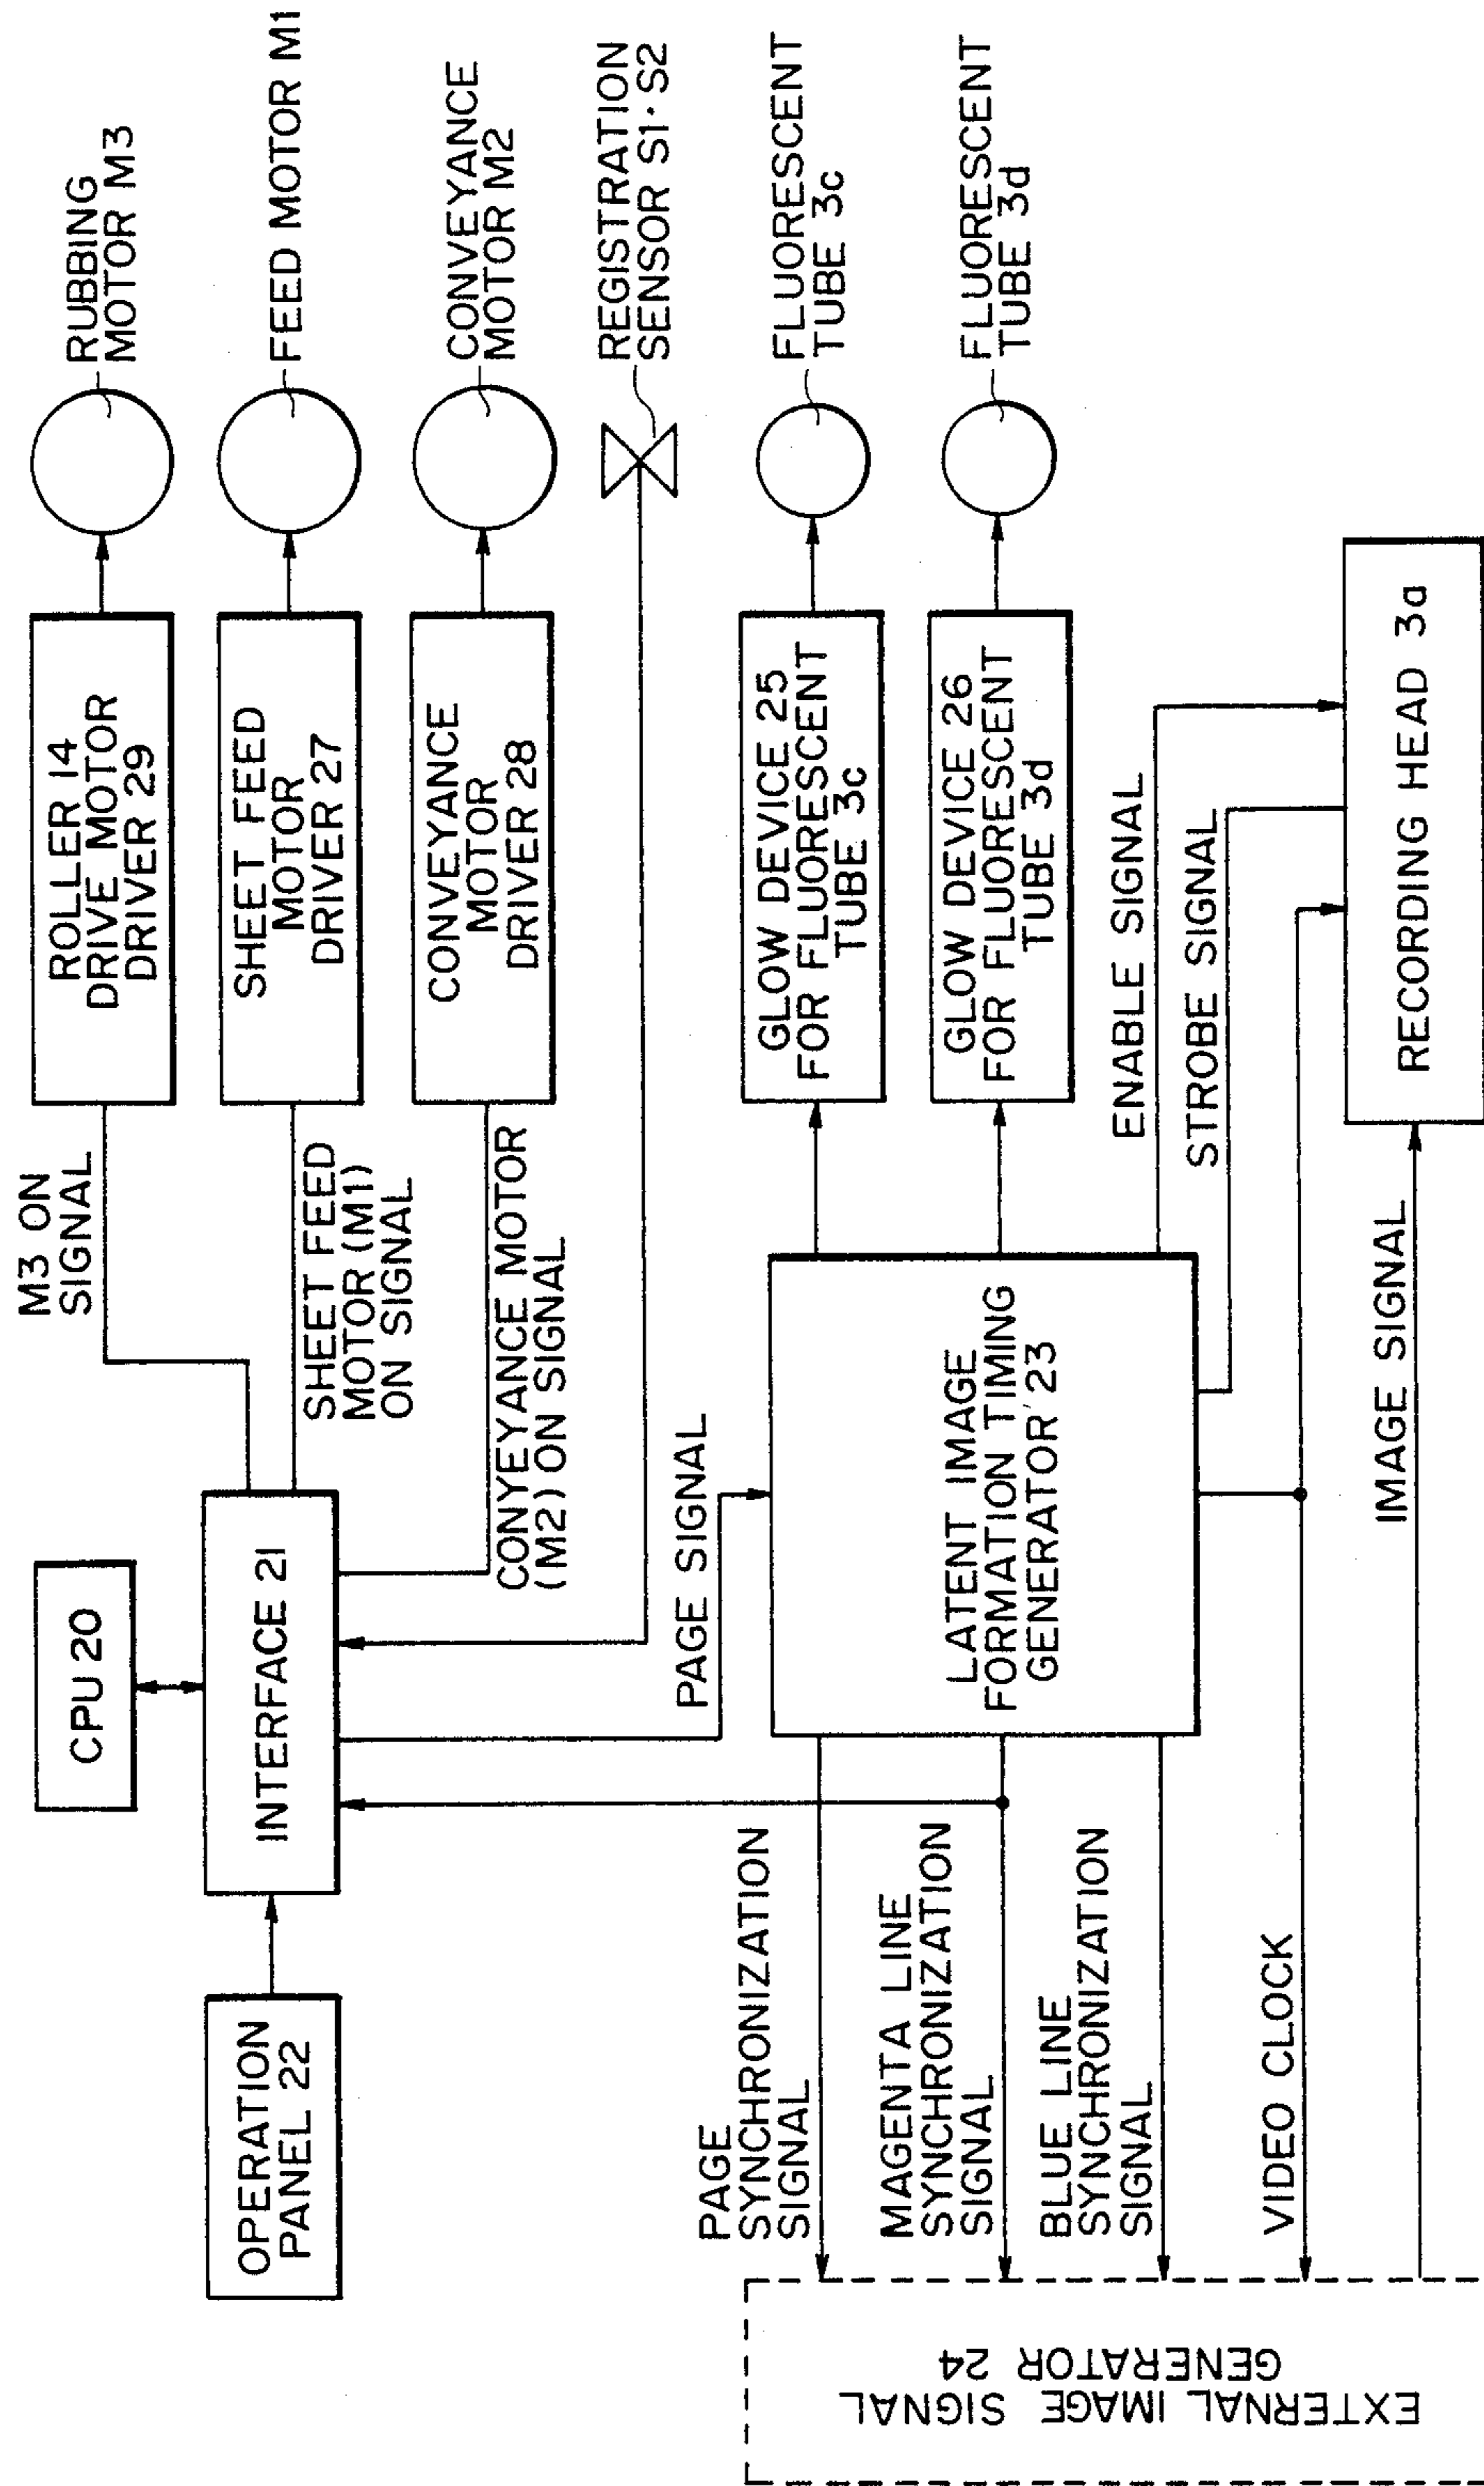 CPU 20
OPERATION
PANEL 22
INTERFACE 21
M3 ON
SIGNAL
ROLLER 14
DRIVE MOTOR
DRIVER 29
RUBBING
MOTOR M3
SHEET FEED
MOTOR (M1)
ON SIGNAL
SHEET FEED
MOTOR
DRIVER 27
FEED MOTOR M1
CONYEYANCE MOTOR
(M2) ON SIGNAL
CONVEYANCE
MOTOR
DRIVER 28
CONVEYANCE
MOTOR M2
REGISTRATION
SENSOR S1·S2
PAGE SIGNAL
PAGE
SYNCHRONIZATION
SIGNAL
MAGENTA LINE
SYNCHRONIZATION
SIGNAL
BLUE LINE
SYNCHRONIZATION
SIGNAL
LATENT IMAGE
FORMATION TIMING
GENERATOR 23
GLOW DEVICE 25
FOR FLUORESCENT
TUBE 3c
FLUORESCENT
TUBE 3c
GLOW DEVICE 26
FOR FLUORESCENT
TUBE 3d
FLUORESCENT
TUBE 3d
ENABLE SIGNAL
STROBE SIGNAL
VIDEO CLOCK
IMAGE SIGNAL
RECORDING HEAD 3a
EXTERNAL IMAGE SIGNAL
GENERATOR 24